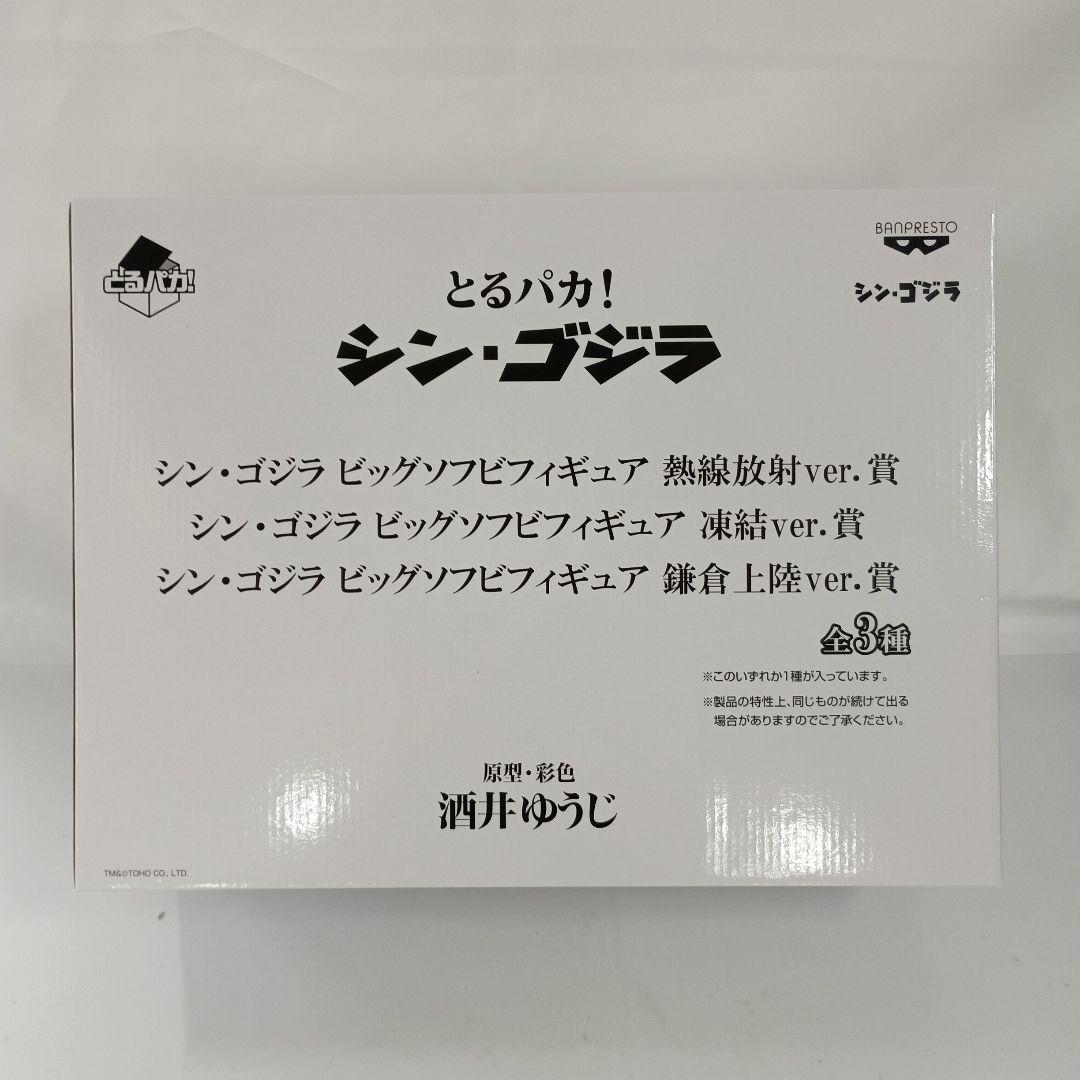 とるパカ!
BANPRESTO
シン・ゴジラ
とるパカ!
シン・ゴジラ
シン・ゴジラ ビッグソフビフィギュア 熱線放射ver.賞
シン・ゴジラ ビッグソフビフィギュア 凍結ver.賞
シン・ゴジラ ビッグソフビフィギュア 鎌倉上陸ver.賞
全3種
※このいずれか1種が入っています。
※製品の特性上、同じものが続けて出る
場合がありますのでご了承ください。
原型・彩色
酒井ゆうじ
TM&©TOHO CO., LTD.